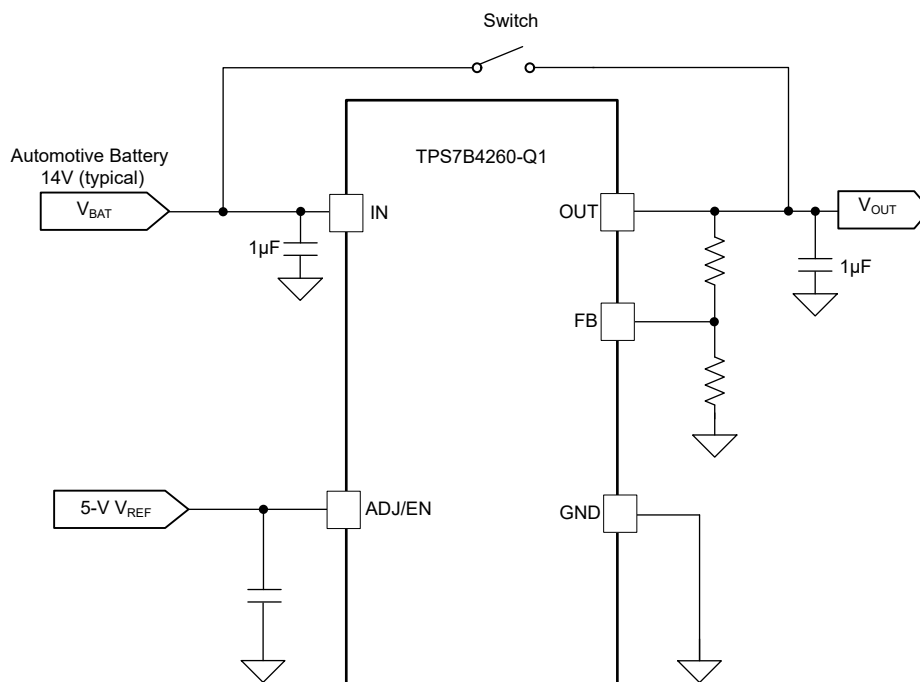 Switch
TPS7B4260-Q1
Automotive Battery
14V (typical)
VBAT
IN
OUT
VOUT
1µF
1µF
FB
5-V VREF
ADJ/EN
GND